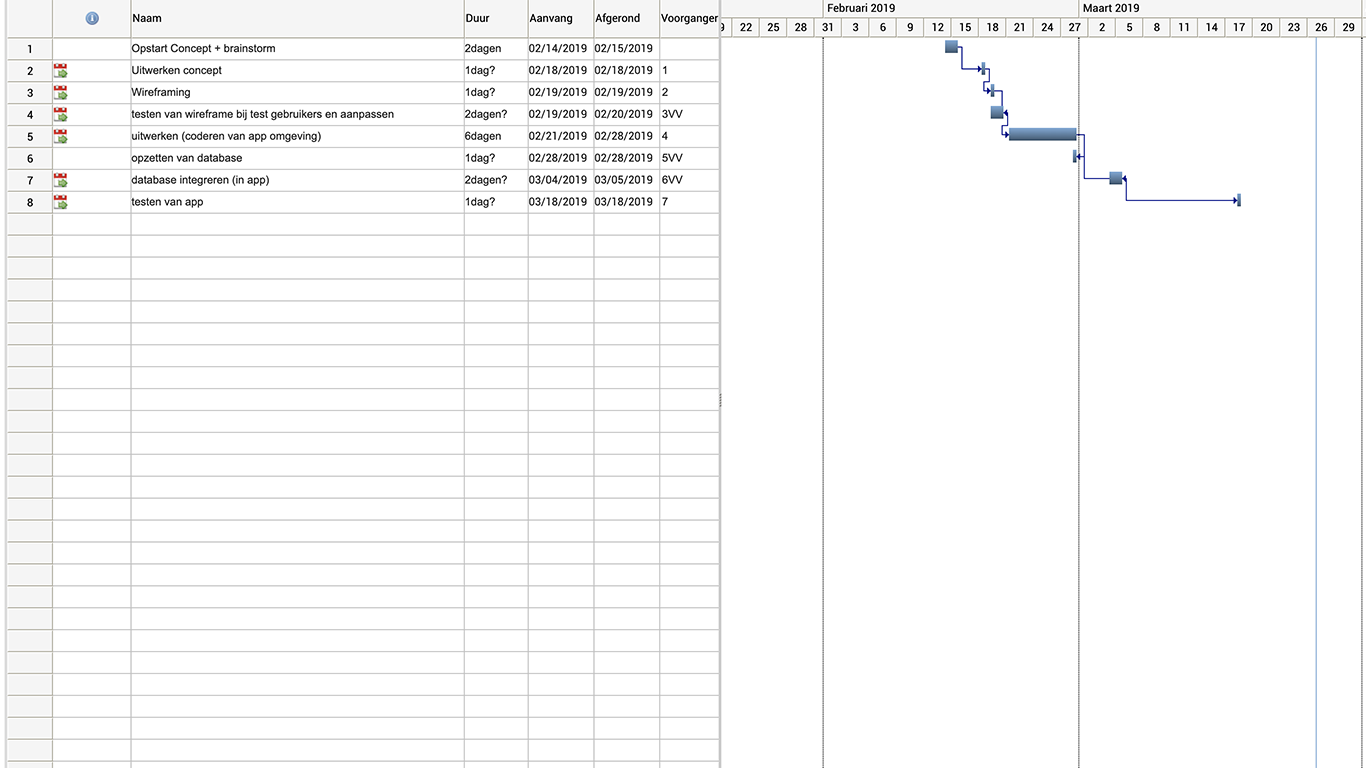 Naam Duur Aanvang Afgerond Voorganger
1 Opstart Concept + brainstorm 2dagen 02/14/2019 02/15/2019
2 Uitwerken concept 1dag? 02/18/2019 02/18/2019 1
3 Wireframing 1dag? 02/19/2019 02/19/2019 2
4 testen van wireframe bij test gebruikers en aanpassen 2dagen? 02/19/2019 02/20/2019 3VV
5 uitwerken (coderen van app omgeving) 6dagen 02/21/2019 02/28/2019 4
6 opzetten van database 1dag? 02/28/2019 02/28/2019 5VV
7 database integreren (in app) 2dagen? 03/04/2019 03/05/2019 6VV
8 testen van app 1dag? 03/18/2019 03/18/2019 7
Februari 2019 Maart 2019
22 25 28 31 3 6 9 12 15 18 21 24 27 2 5 8 11 14 17 20 23 26 29